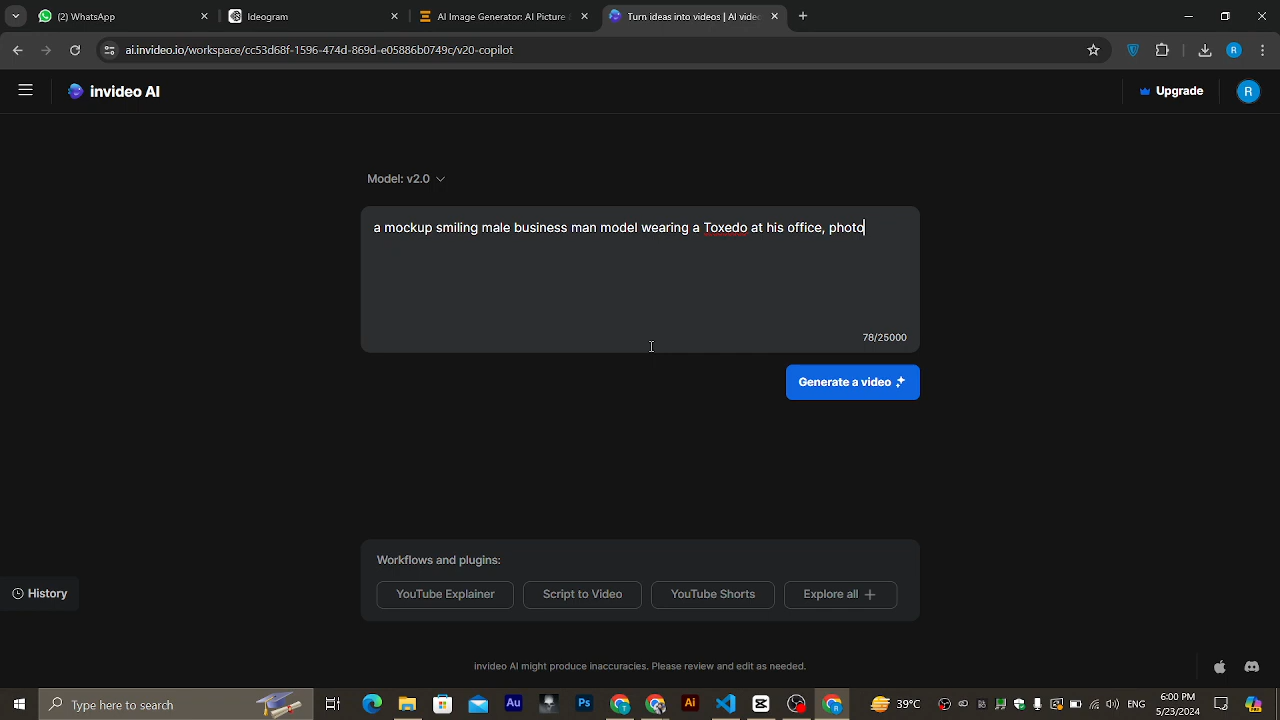 (2) WhatsApp
Ideogram
AI Image Generator: AI Picture
Turn ideas into videos | AI vide
ai.invideo.io/workspace/cc53d68f-1596-474d-869d-e05886b0749c/v20-copilot
R
invideo AI
Upgrade
R
Model: v2.0
a mockup smiling male business man model wearing a Toxedo at his office, photo
78/25000
Generate a video
Workflows and plugins:
YouTube Explainer
Script to Video
YouTube Shorts
Explore all
History
invideo AI might produce inaccuracies. Please review and edit as needed.
Type here to search
Au
Ps
Ai
39°C
ENG
6:00 PM
5/23/2024